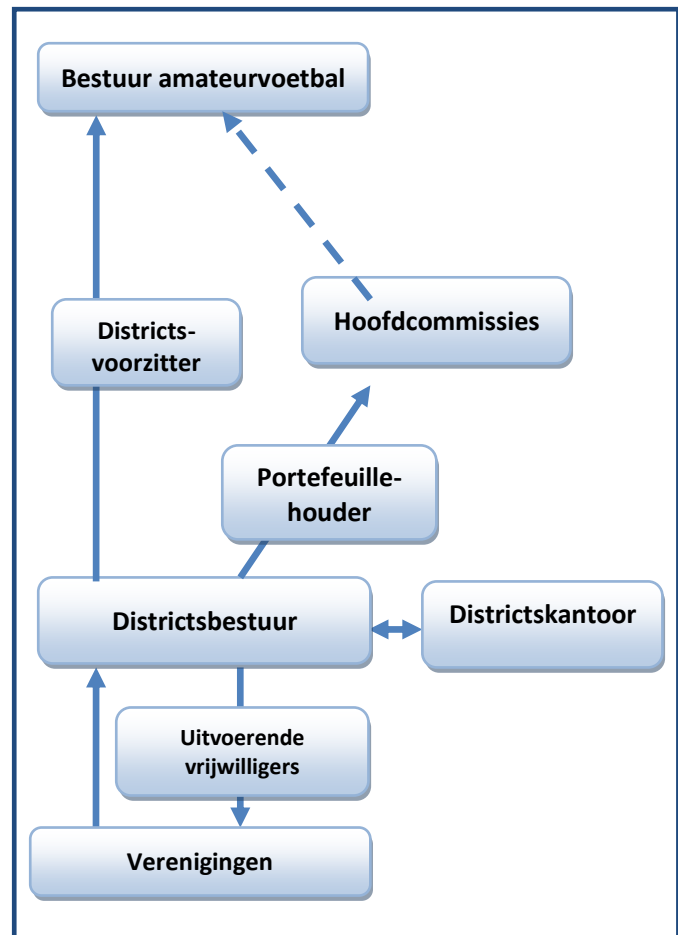 Bestuur amateurvoetbal
Hoofdcommissies
Districts-
voorzitter
Portefeuille-
houder
Districtsbestuur
Districtskantoor
Uitvoerende
vrijwilligers
Verenigingen